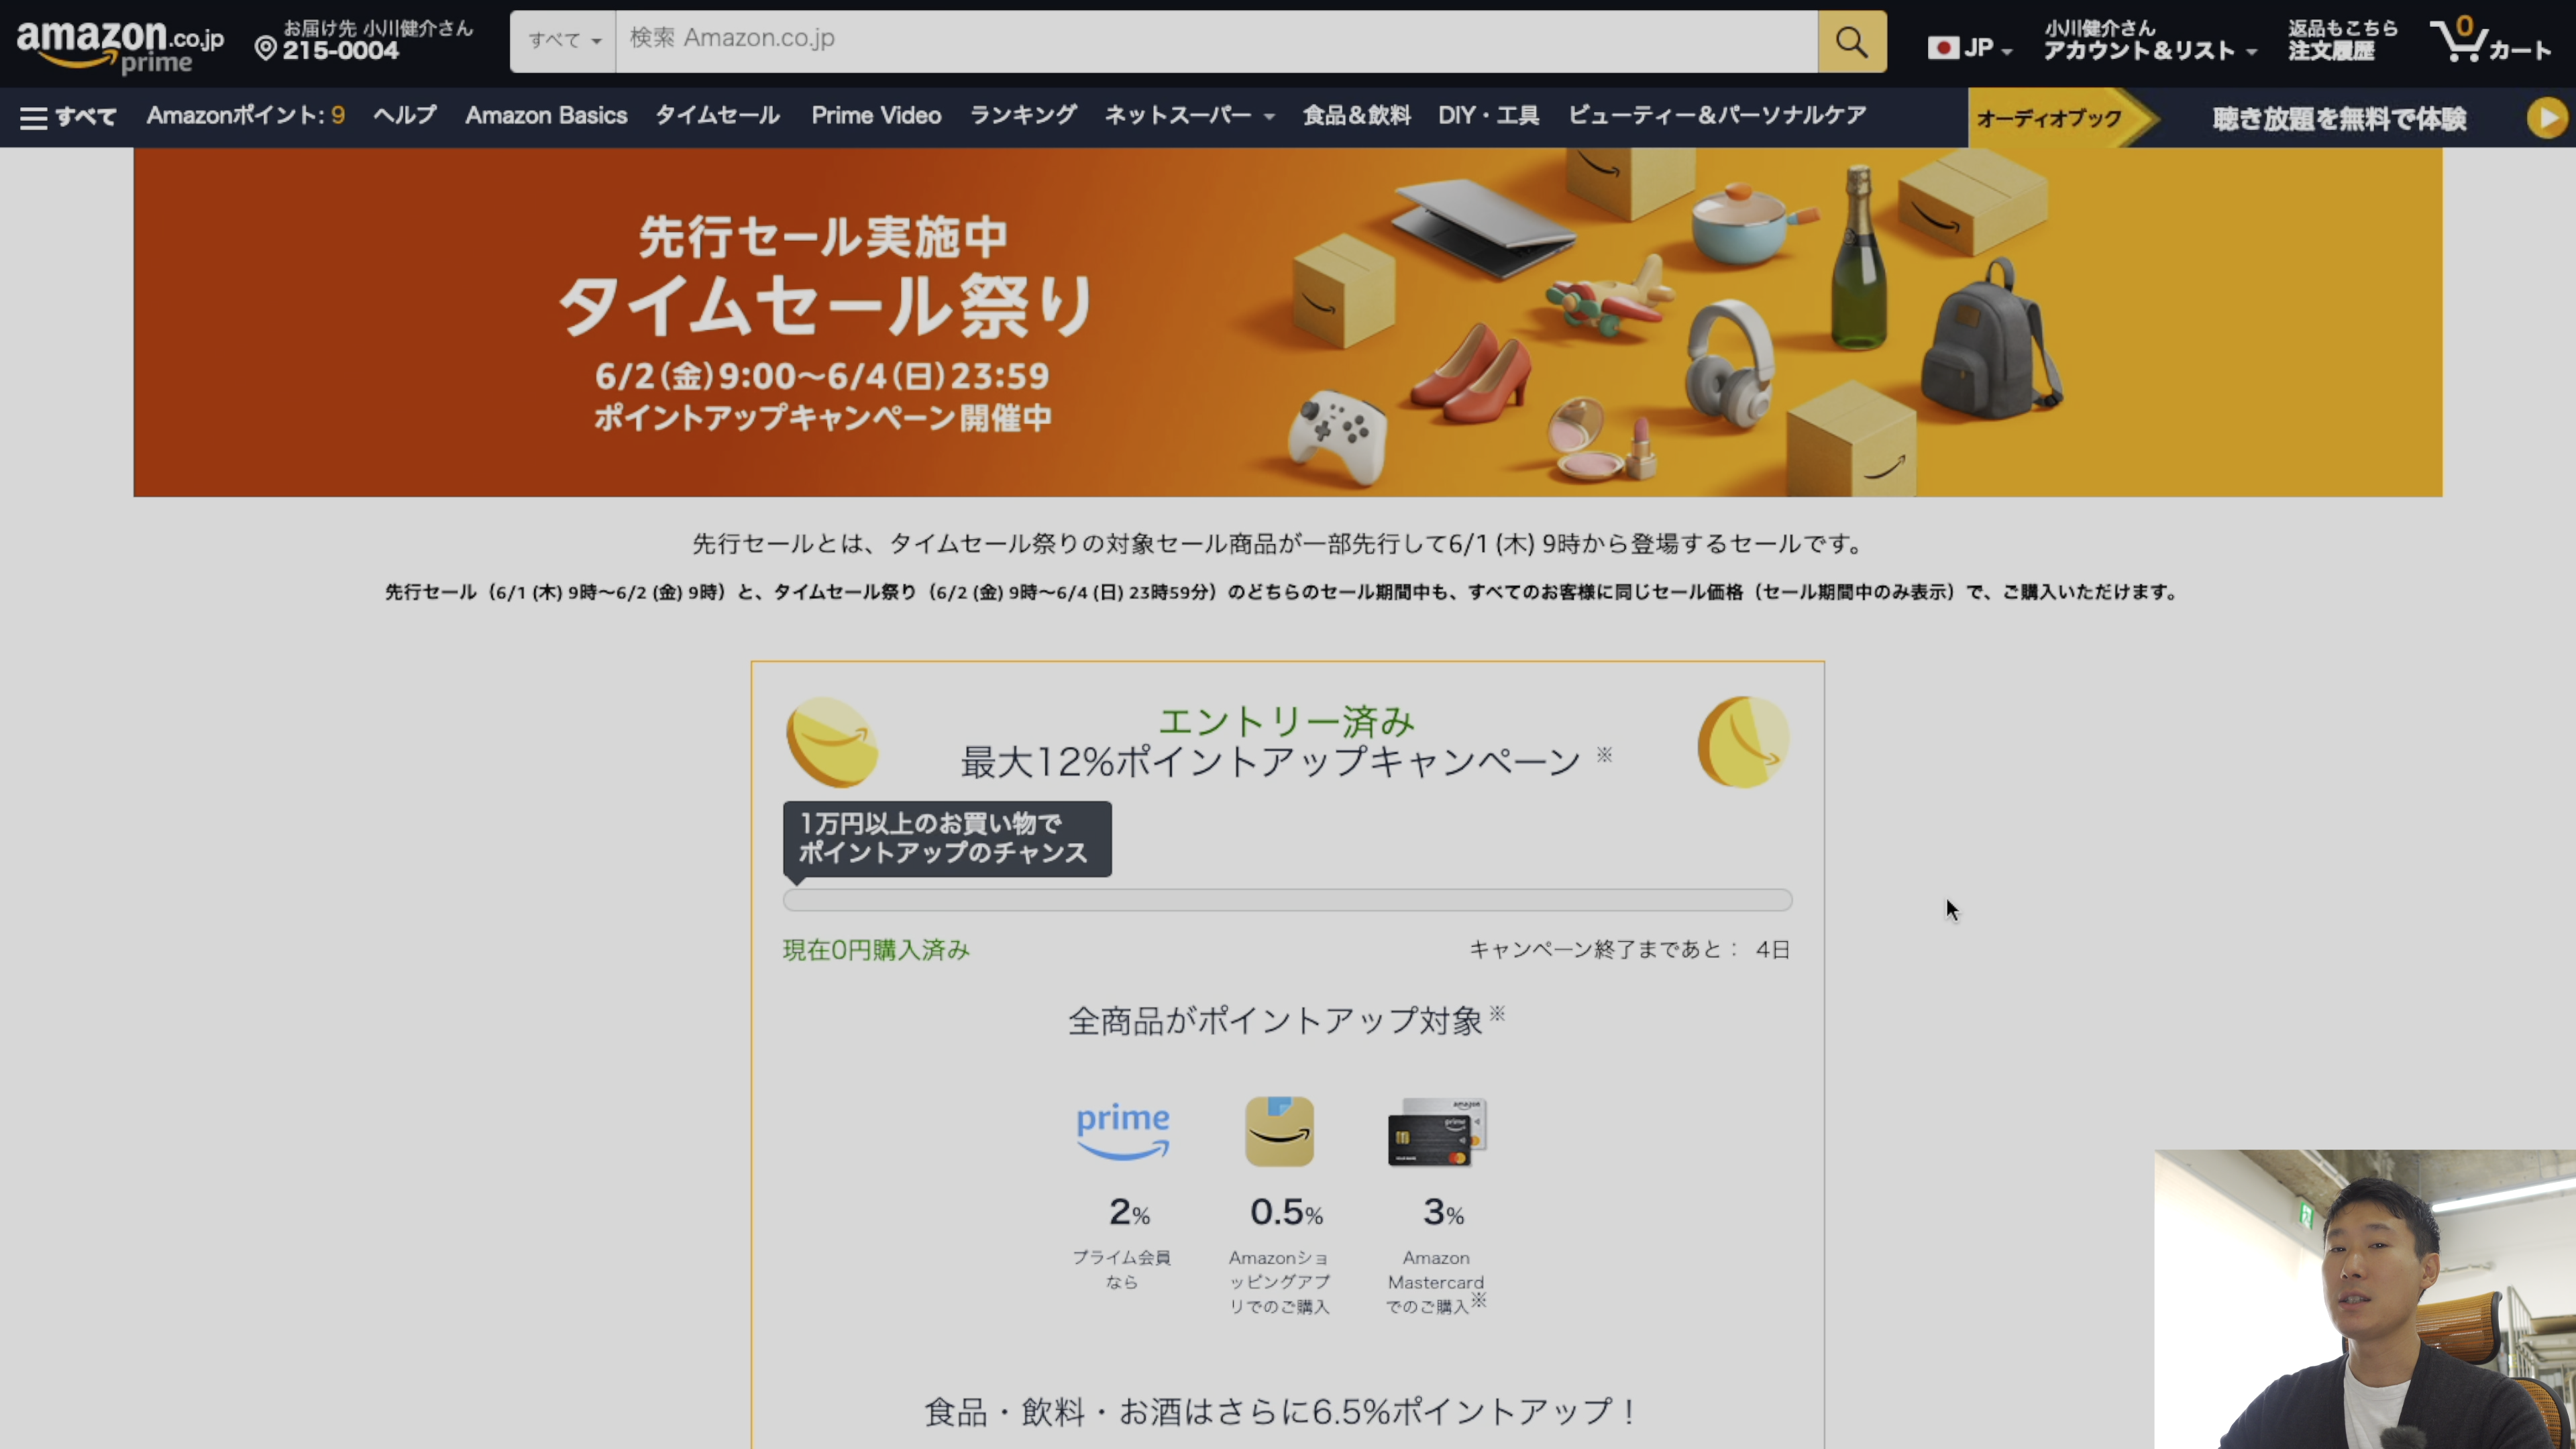 amazon.co.jp
prime
お届け先 小川健介さん
215-0004
すべて
検索 Amazon.co.jp
JP
小川健介さん
アカウント＆リスト
返品もこちら
注文履歴
0
カート
すべて
Amazonポイント: 9
ヘルプ
Amazon Basics
タイムセール
Prime Video
ランキング
ネットスーパー
食品＆飲料
DIY・工具
ビューティー＆パーソナルケア
オーディオブック
聴き放題を無料で体験
先行セール実施中
タイムセール祭り
6/2(金)9:00〜6/4(日)23:59
ポイントアップキャンペーン開催中
先行セールとは、タイムセール祭りの対象セール商品が一部先行して6/1 (木) 9時から登場するセールです。
先行セール（6/1 (木) 9時〜6/2 (金) 9時）と、タイムセール祭り（6/2 (金) 9時〜6/4 (日) 23時59分）のどちらのセール期間中も、すべてのお客様に同じセール価格（セール期間中のみ表示）で、ご購入いただけます。
エントリー済み
最大12%ポイントアップキャンペーン ※
1万円以上のお買い物で
ポイントアップのチャンス
現在0円購入済み
キャンペーン終了まであと： 4日
全商品がポイントアップ対象※
prime
amazon
prime
2%
0.5%
3%
プライム会員
なら
Amazonショ
ッピングアプ
リでのご購入
Amazon
Mastercard
でのご購入※
食品・飲料・お酒はさらに6.5%ポイントアップ！